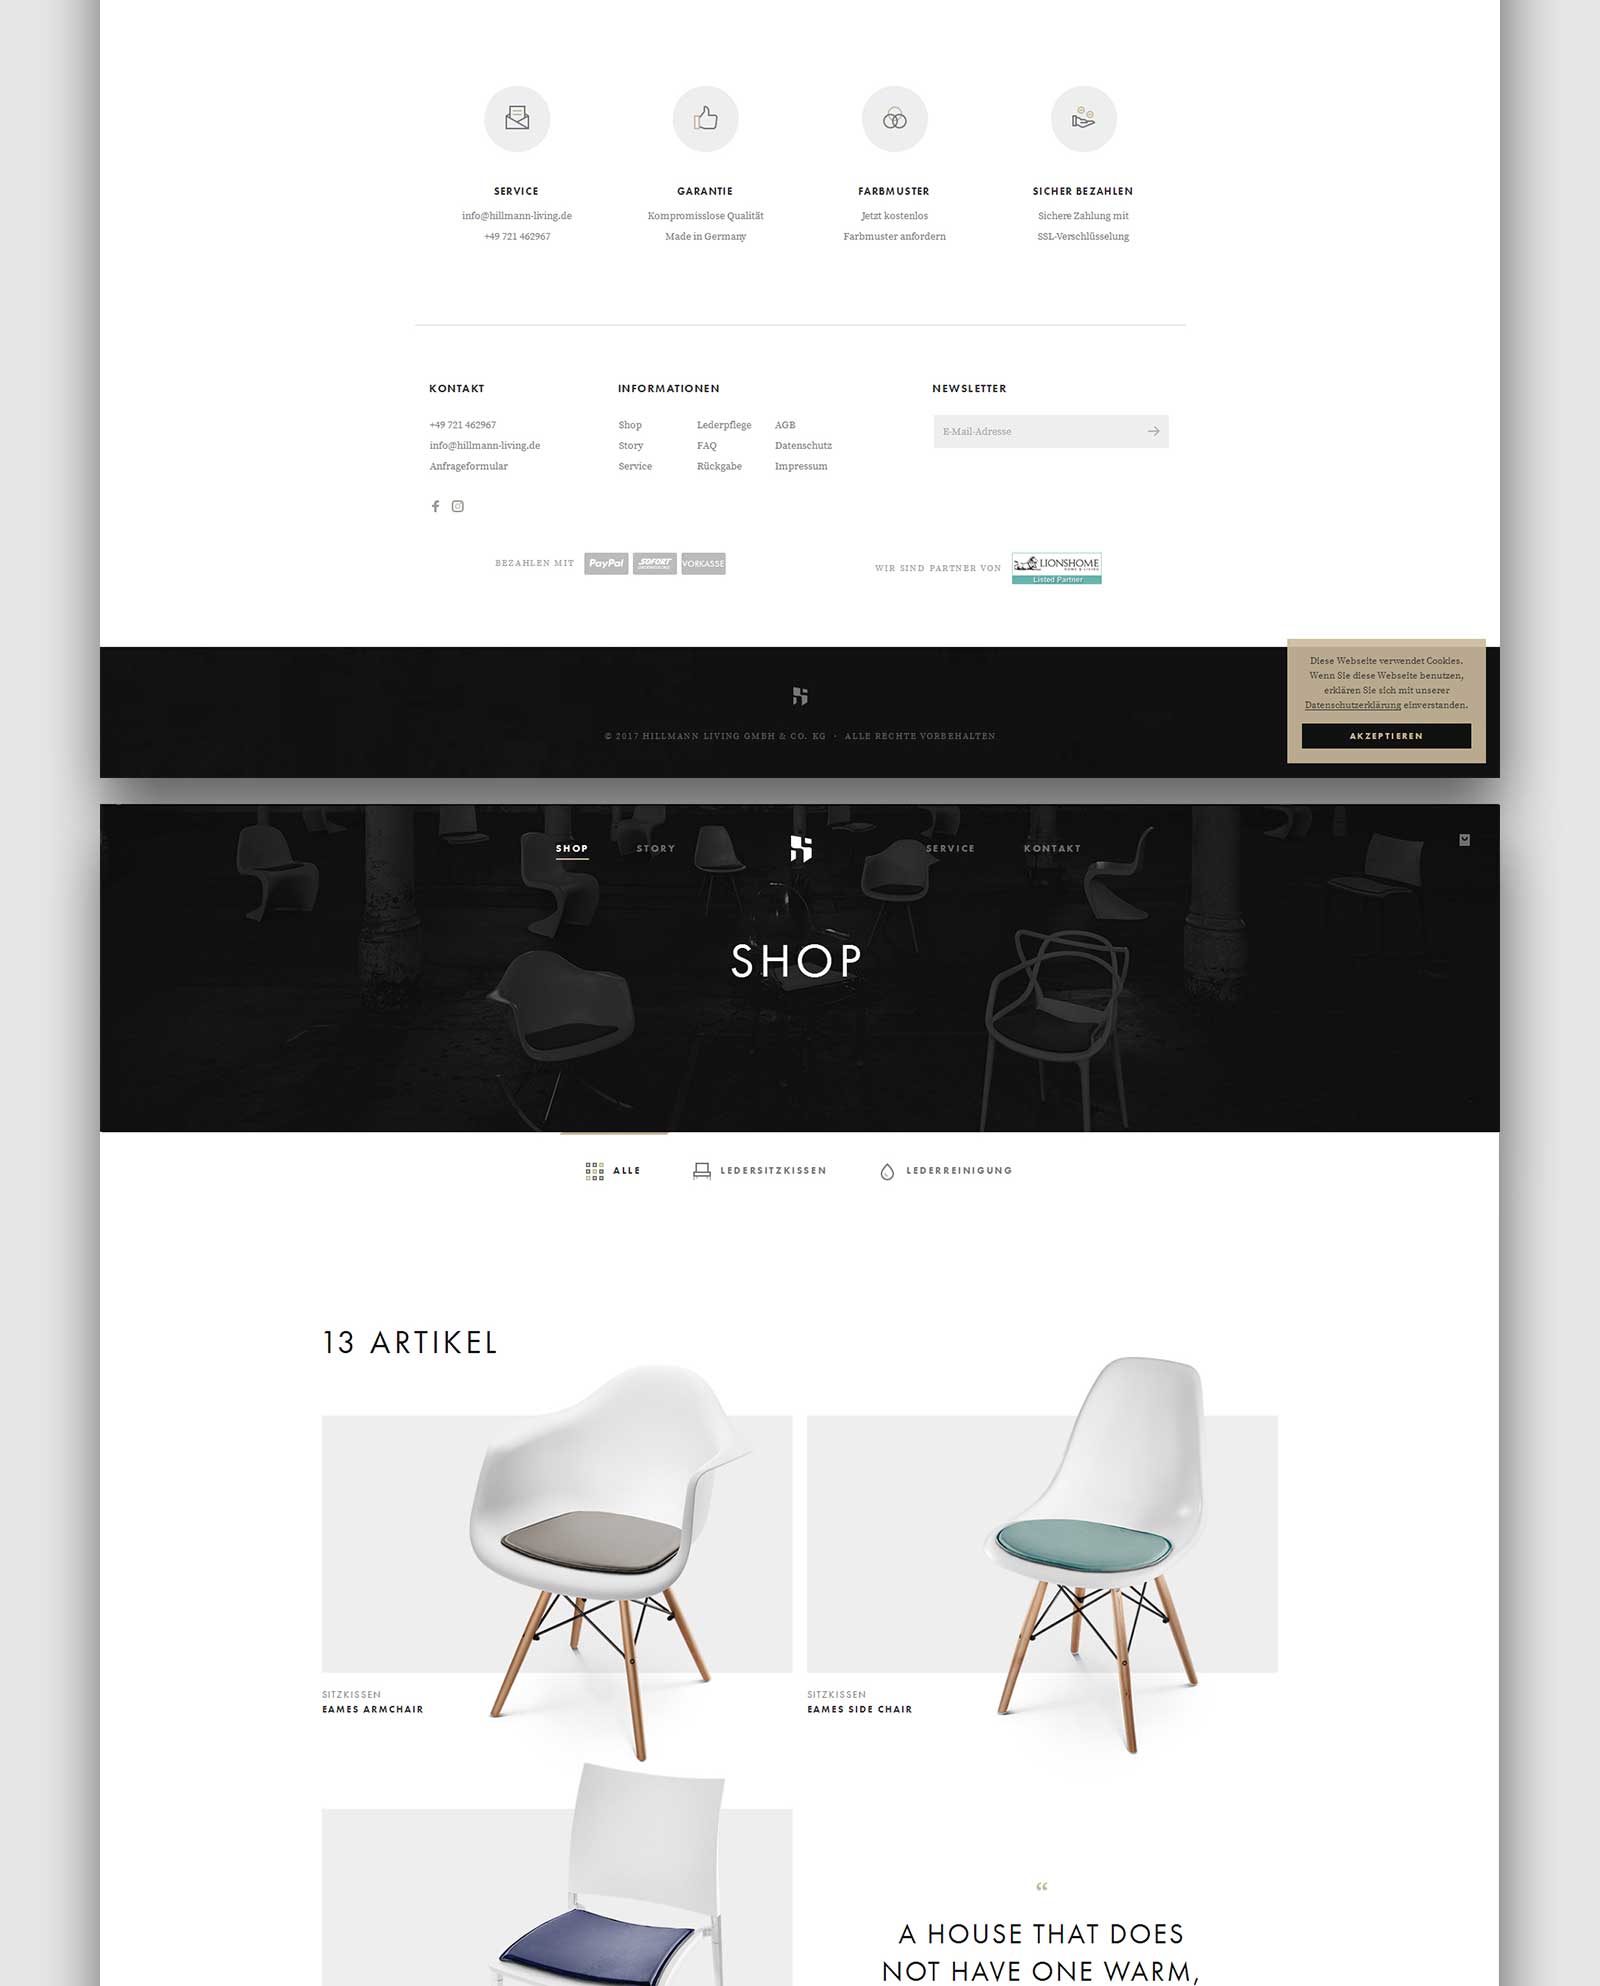 SERVICE
info@hillmann-living.de
+49 721 462967
GARANTIE
Kompromisslose Qualität
Made in Germany
FARBMUSTER
Jetzt kostenlos
Farbmuster anfordern
SICHER BEZAHLEN
Sichere Zahlung mit
SSL-Verschlüsselung
KONTAKT
+49 721 462967
info@hillmann-living.de
Anfrageformular
INFORMATIONEN
Shop
Story
Service
Lederpflege
FAQ
Rückgabe
AGB
Datenschutz
Impressum
NEWSLETTER
E-Mail-Adresse
BEZAHLEN MIT
PayPal
SOFORT
VORKASSE
WIR SIND PARTNER VON
LIONSHOME
HOME & LIVING
Listed Partner
© 2017 HILLMANN LIVING GMBH & CO. KG · ALLE RECHTE VORBEHALTEN
Diese Webseite verwendet Cookies.
Wenn Sie diese Webseite benutzen,
erklären Sie sich mit unserer
Datenschutzerklärung einverstanden.
AKZEPTIEREN
SHOP
STORY
SERVICE
KONTAKT
SHOP
ALLE
LEDERSITZKISSEN
LEDERREINIGUNG
13 ARTIKEL
SITZKISSEN
EAMES ARMCHAIR
SITZKISSEN
EAMES SIDE CHAIR
“
A HOUSE THAT DOES
NOT HAVE ONE WARM,